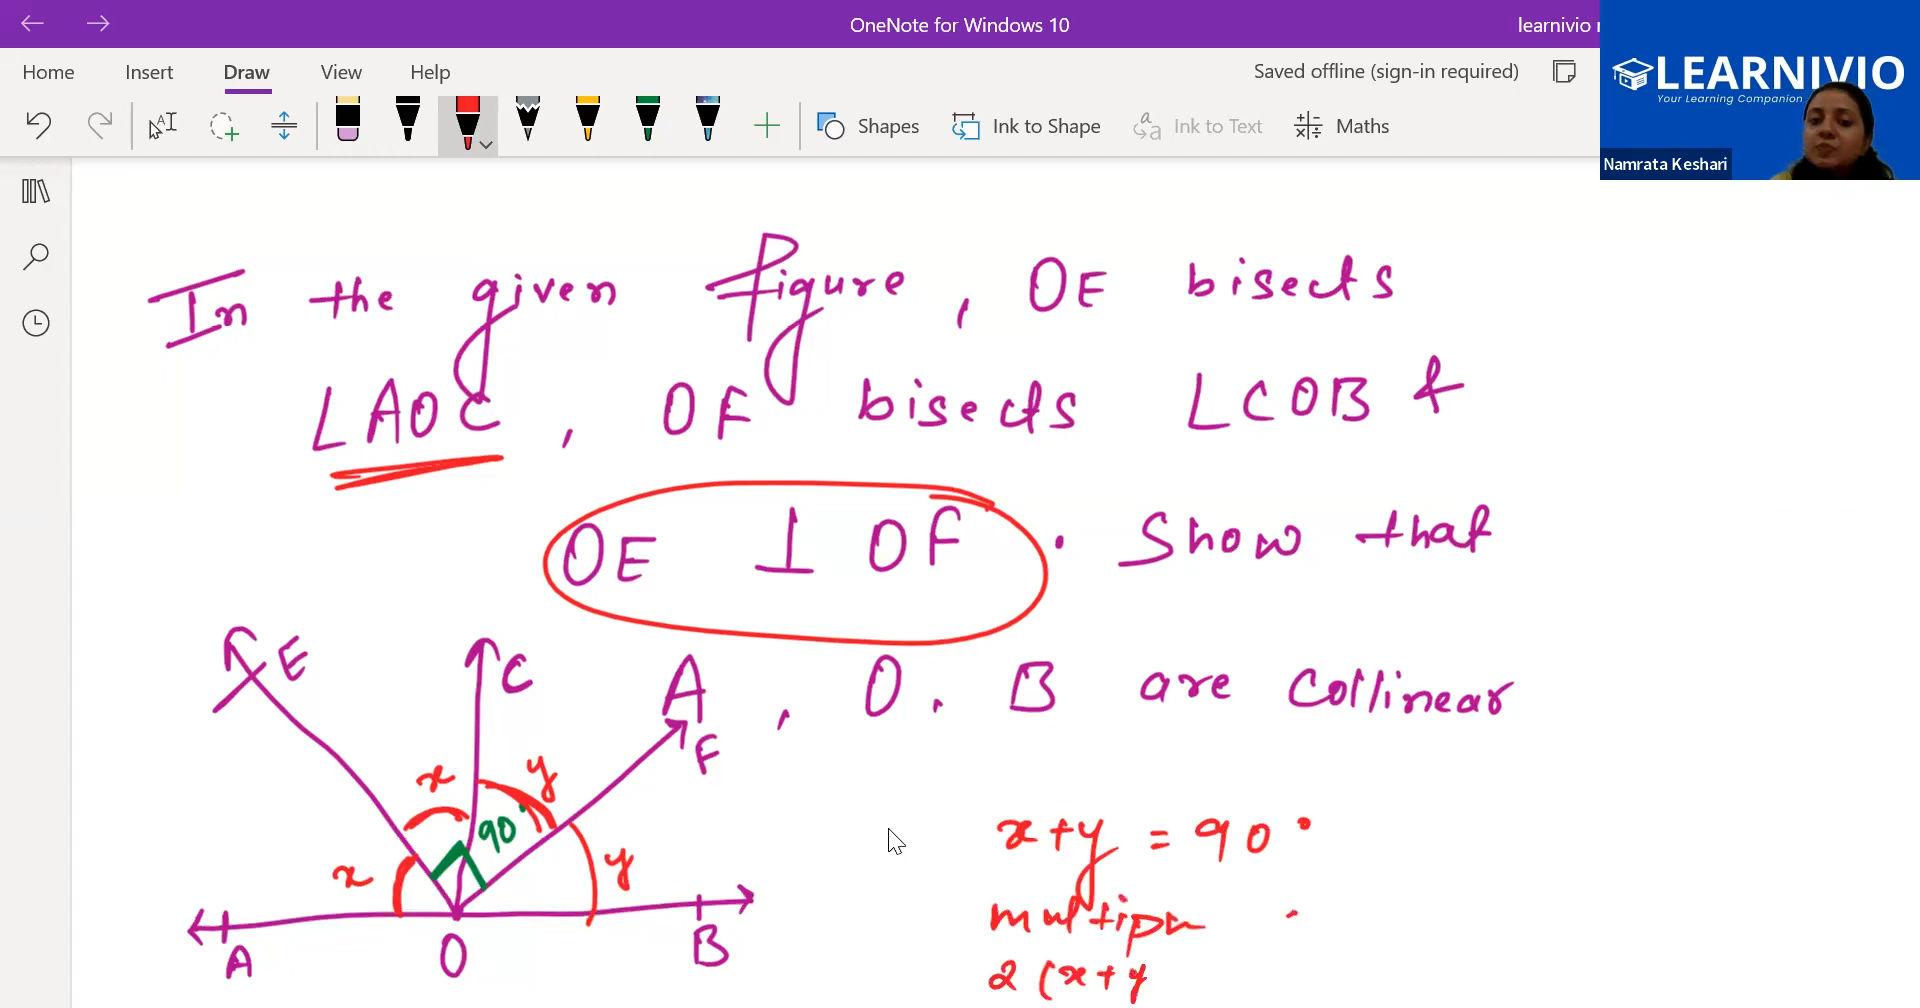 OneNote for Windows 10
learnivio
LEARNIVIO
Your Learning Companion
Namrata Keshari
Home Insert Draw View Help
Saved offline (sign-in required)
Shapes Ink to Shape Ink to Text Maths
In the given figure, OE bisects
∠AOC, OF bisects ∠COB &
OE ⊥ OF. Show that
A, O, B are collinear
E C F
x y
90°
x y
A O B
x+y = 90°
2 (x+y